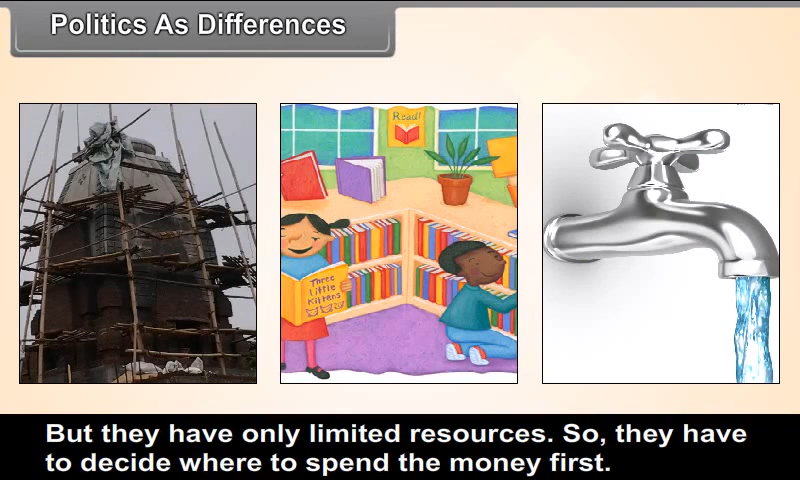 Politics As Differences
Read!
Three
Little
Kittens
But they have only limited resources. So, they have
to decide where to spend the money first.